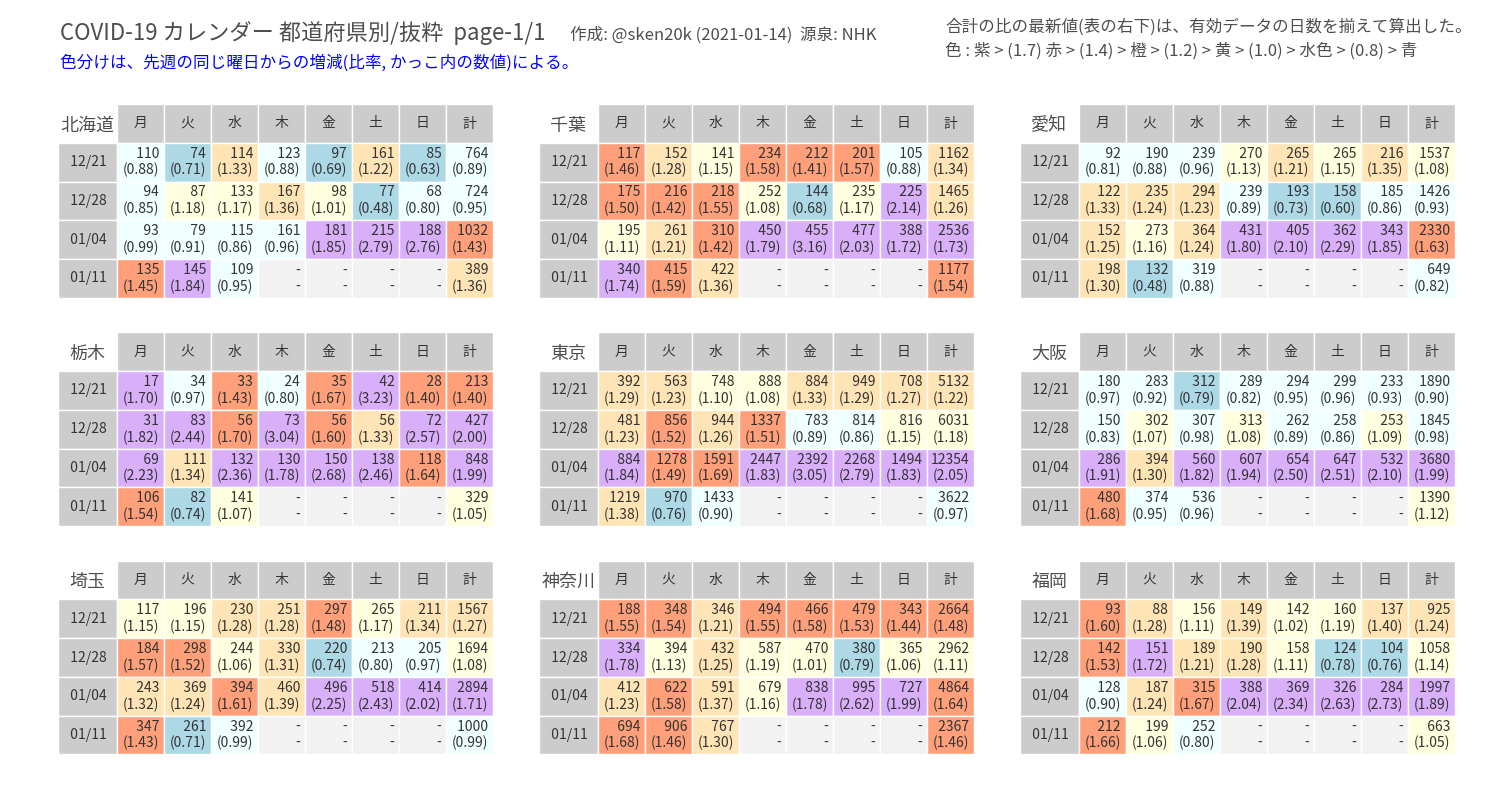 COVID-19 カレンダー 都道府県別/抜粋 page-1/1 作成: @sken20k (2021-01-14) 源泉: NHK
色分けは、先週の同じ曜日からの増減(比率, かっこ内の数値)による。
合計の比の最新値(表の右下)は、有効データの日数を揃えて算出した。
色 : 紫 > (1.7) 赤 > (1.4) > 橙 > (1.2) > 黄 > (1.0) > 水色 > (0.8) > 青
北海道 月 火 水 木 金 土 日 計
12/21 110 74 114 123 97 161 85 764
(0.88) (0.71) (1.33) (0.88) (0.69) (1.22) (0.63) (0.89)
12/28 94 87 133 167 98 77 68 724
(0.85) (1.18) (1.17) (1.36) (1.01) (0.48) (0.80) (0.95)
01/04 93 79 115 161 181 215 188 1032
(0.99) (0.91) (0.86) (0.96) (1.85) (2.79) (2.76) (1.43)
01/11 135 145 109 - - - - 389
(1.45) (1.84) (0.95) - - - - (1.36)
千葉 月 火 水 木 金 土 日 計
12/21 117 152 141 234 212 201 105 1162
(1.46) (1.28) (1.15) (1.58) (1.41) (1.57) (0.88) (1.34)
12/28 175 216 218 252 144 235 225 1465
(1.50) (1.42) (1.55) (1.08) (0.68) (1.17) (2.14) (1.26)
01/04 195 261 310 450 455 477 388 2536
(1.11) (1.21) (1.42) (1.79) (3.16) (2.03) (1.72) (1.73)
01/11 340 415 422 - - - - 1177
(1.74) (1.59) (1.36) - - - - (1.54)
愛知 月 火 水 木 金 土 日 計
12/21 92 190 239 270 265 265 216 1537
(0.81) (0.88) (0.96) (1.13) (1.21) (1.15) (1.35) (1.08)
12/28 122 235 294 239 193 158 185 1426
(1.33) (1.24) (1.23) (0.89) (0.73) (0.60) (0.86) (0.93)
01/04 152 273 364 431 405 362 343 2330
(1.25) (1.16) (1.24) (1.80) (2.10) (2.29) (1.85) (1.63)
01/11 198 132 319 - - - - 649
(1.30) (0.48) (0.88) - - - - (0.82)
栃木 月 火 水 木 金 土 日 計
12/21 17 34 33 24 35 42 28 213
(1.70) (0.97) (1.43) (0.80) (1.67) (3.23) (1.40) (1.40)
12/28 31 83 56 73 56 56 72 427
(1.82) (2.44) (1.70) (3.04) (1.60) (1.33) (2.57) (2.00)
01/04 69 111 132 130 150 138 118 848
(2.23) (1.34) (2.36) (1.78) (2.68) (2.46) (1.64) (1.99)
01/11 106 82 141 - - - - 329
(1.54) (0.74) (1.07) - - - - (1.05)
東京 月 火 水 木 金 土 日 計
12/21 392 563 748 888 884 949 708 5132
(1.29) (1.23) (1.10) (1.08) (1.33) (1.29) (1.27) (1.22)
12/28 481 856 944 1337 783 814 816 6031
(1.23) (1.52) (1.26) (1.51) (0.89) (0.86) (1.15) (1.18)
01/04 884 1278 1591 2447 2392 2268 1494 12354
(1.84) (1.49) (1.69) (1.83) (3.05) (2.79) (1.83) (2.05)
01/11 1219 970 1433 - - - - 3622
(1.38) (0.76) (0.90) - - - - (0.97)
大阪 月 火 水 木 金 土 日 計
12/21 180 283 312 289 294 299 233 1890
(0.97) (0.92) (0.79) (0.82) (0.95) (0.96) (0.93) (0.90)
12/28 150 302 307 313 262 258 253 1845
(0.83) (1.07) (0.98) (1.08) (0.89) (0.86) (1.09) (0.98)
01/04 286 394 560 607 654 647 532 3680
(1.91) (1.30) (1.82) (1.94) (2.50) (2.51) (2.10) (1.99)
01/11 480 374 536 - - - - 1390
(1.68) (0.95) (0.96) - - - - (1.12)
埼玉 月 火 水 木 金 土 日 計
12/21 117 196 230 251 297 265 211 1567
(1.15) (1.15) (1.28) (1.28) (1.48) (1.17) (1.34) (1.27)
12/28 184 298 244 330 220 213 205 1694
(1.57) (1.52) (1.06) (1.31) (0.74) (0.80) (0.97) (1.08)
01/04 243 369 394 460 496 518 414 2894
(1.32) (1.24) (1.61) (1.39) (2.25) (2.43) (2.02) (1.71)
01/11 347 261 392 - - - - 1000
(1.43) (0.71) (0.99) - - - - (0.99)
神奈川 月 火 水 木 金 土 日 計
12/21 188 348 346 494 466 479 343 2664
(1.55) (1.54) (1.21) (1.55) (1.58) (1.53) (1.44) (1.48)
12/28 334 394 432 587 470 380 365 2962
(1.78) (1.13) (1.25) (1.19) (1.01) (0.79) (1.06) (1.11)
01/04 412 622 591 679 838 995 727 4864
(1.23) (1.58) (1.37) (1.16) (1.78) (2.62) (1.99) (1.64)
01/11 694 906 767 - - - - 2367
(1.68) (1.46) (1.30) - - - - (1.46)
福岡 月 火 水 木 金 土 日 計
12/21 93 88 156 149 142 160 137 925
(1.60) (1.28) (1.11) (1.39) (1.02) (1.19) (1.40) (1.24)
12/28 142 151 189 190 158 124 104 1058
(1.53) (1.72) (1.21) (1.28) (1.11) (0.78) (0.76) (1.14)
01/04 128 187 315 388 369 326 284 1997
(0.90) (1.24) (1.67) (2.04) (2.34) (2.63) (2.73) (1.89)
01/11 212 199 252 - - - - 663
(1.66) (1.06) (0.80) - - - - (1.05)